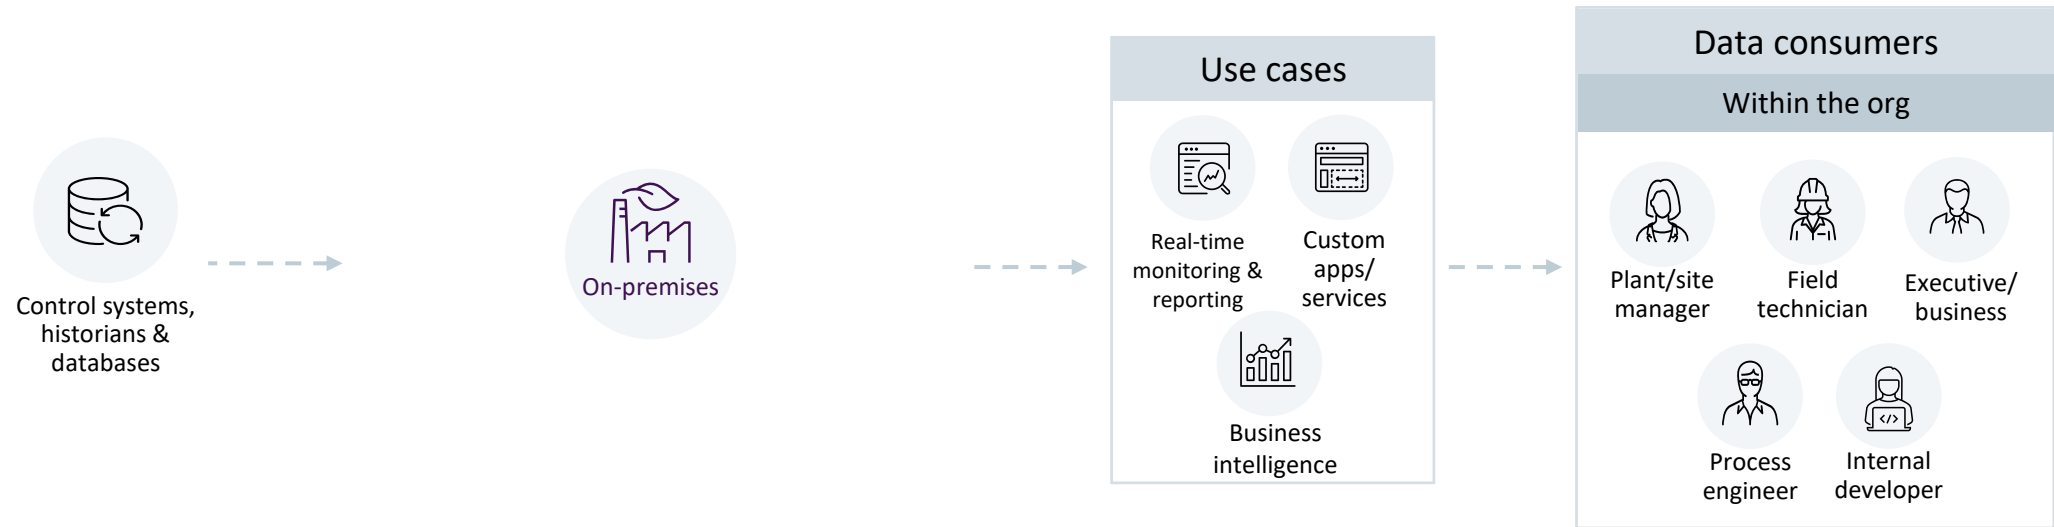 Control systems,
historians &
databases
On-premises
Use cases
Real-time
monitoring &
reporting
Custom
apps/
services
Business
intelligence
Data consumers
Within the org
Plant/site
manager
Field
technician
Executive/
business
Process
engineer
Internal
developer